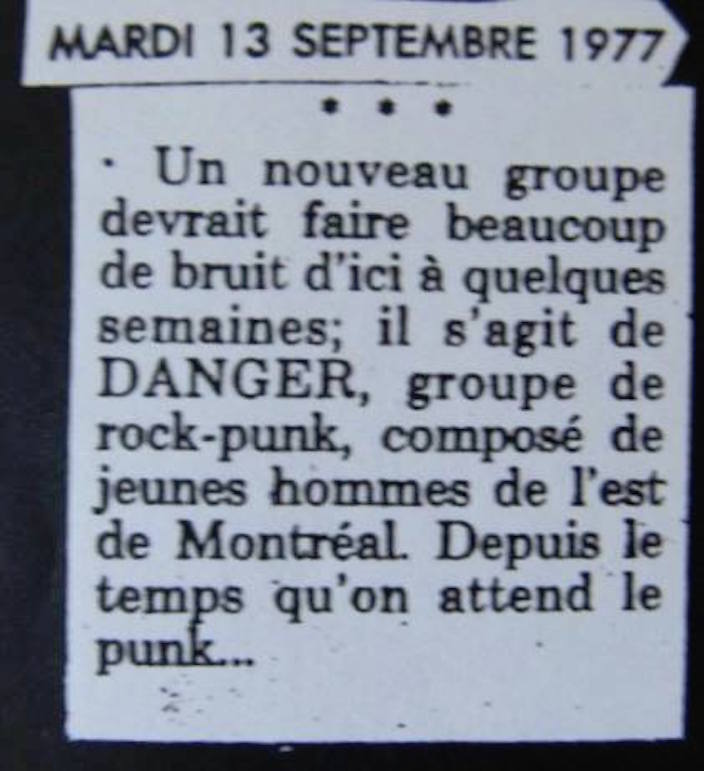 MARDI 13 SEPTEMBRE 1977
* * *
· Un nouveau groupe
devrait faire beaucoup
de bruit d'ici à quelques
semaines; il s'agit de
DANGER, groupe de
rock-punk, composé de
jeunes hommes de l'est
de Montréal. Depuis le
temps qu'on attend le
punk...